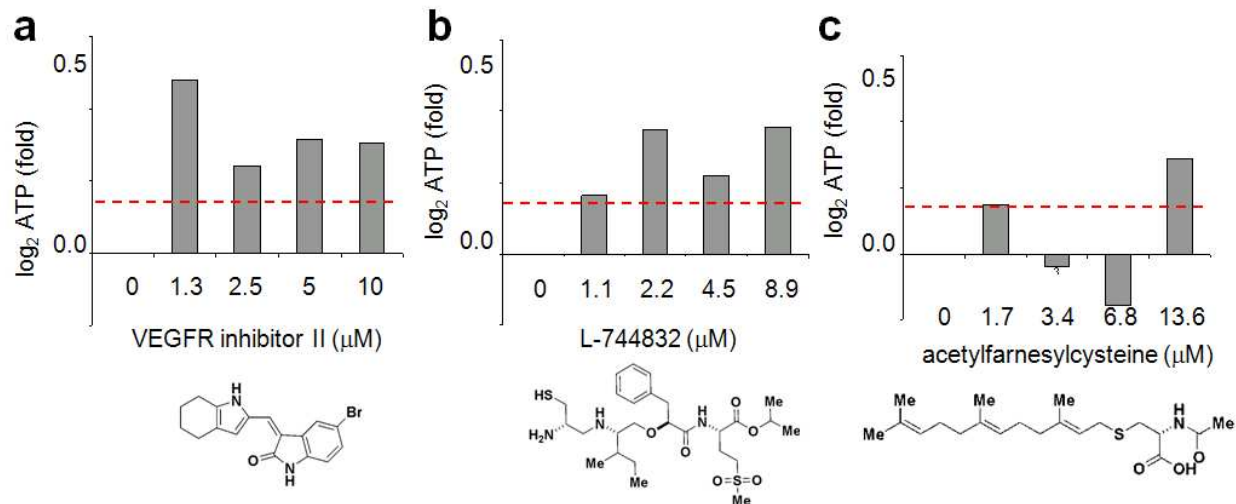 a
log2 ATP (fold)
0.5
0.0
0 1.3 2.5 5 10
VEGFR inhibitor II (μM)
H
N
Br
O
N
H
b
log2 ATP (fold)
0.5
0.0
0 1.1 2.2 4.5 8.9
L-744832 (μM)
HS
H2N
H
N
O
O
H
N
O
O
Me
Me
Me
Me
O=S=O
Me
c
log2 ATP (fold)
0.5
0.0
0 1.7 3.4 6.8 13.6
acetylfarnesylcysteine (μM)
Me
Me
Me
Me
S
H
N
Me
O
OH
O